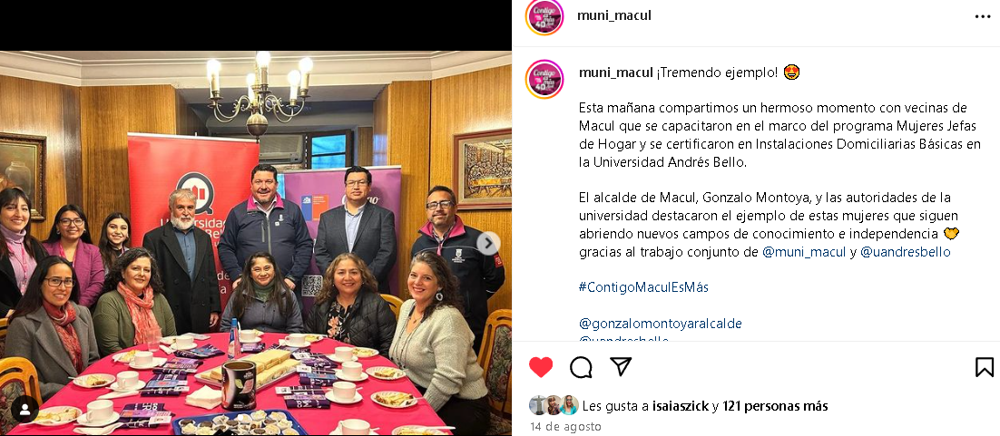 muni_macul
muni_macul ¡Tremendo ejemplo! 🤩
Esta mañana compartimos un hermoso momento con vecinas de
Macul que se capacitaron en el marco del programa Mujeres Jefas
de Hogar y se certificaron en Instalaciones Domiciliarias Básicas en
la Universidad Andrés Bello.
El alcalde de Macul, Gonzalo Montoya, y las autoridades de la
universidad destacaron el ejemplo de estas mujeres que siguen
abriendo nuevos campos de conocimiento e independencia
gracias al trabajo conjunto de @muni_macul y @uandresbello
#ContigoMaculEsMás
@gonzalomontoyaralcalde
@uandresbello
Les gusta a isaiaszick y 121 personas más
14 de agosto
Contigo